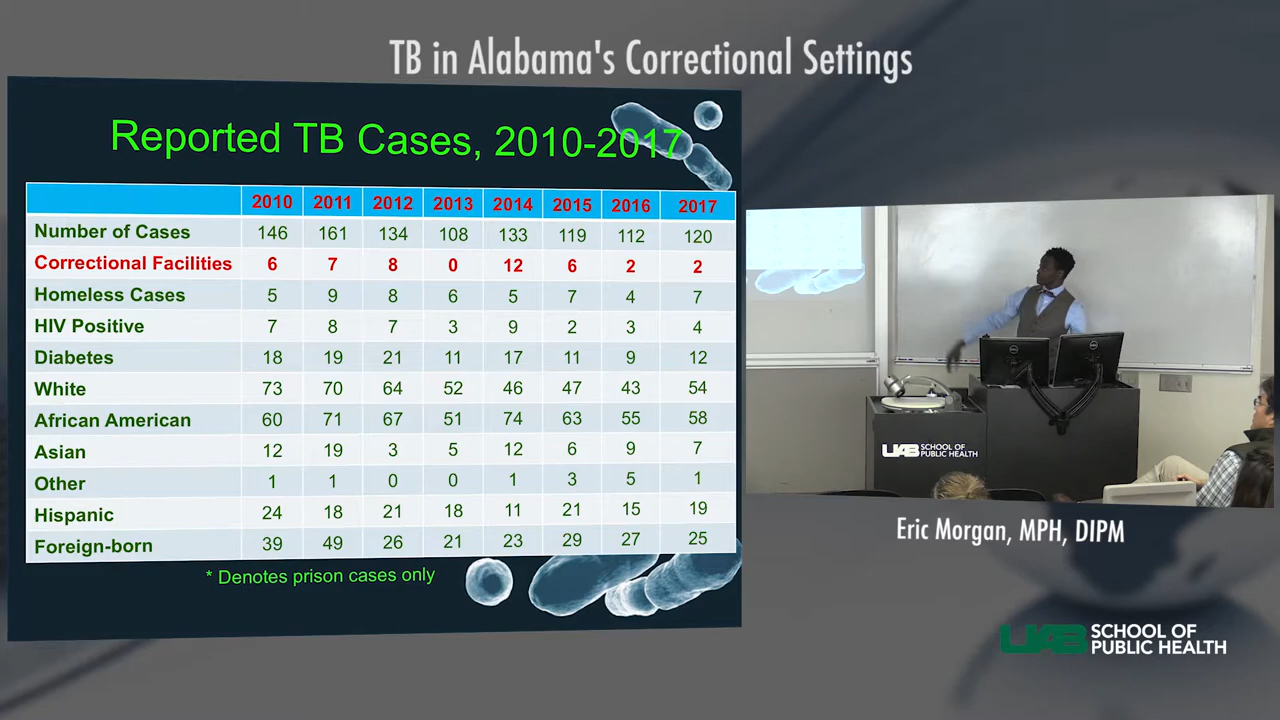 TB in Alabama's Correctional Settings
Reported TB Cases, 2010-2017
2010 2011 2012 2013 2014 2015 2016 2017
Number of Cases 146 161 134 108 133 119 112 120
Correctional Facilities 6 7 8 0 12 6 2 2
Homeless Cases 5 9 8 6 5 7 4 7
HIV Positive 7 8 7 3 9 2 3 4
Diabetes 18 19 21 11 17 11 9 12
White 73 70 64 52 46 47 43 54
African American 60 71 67 51 74 63 55 58
Asian 12 19 3 5 12 6 9 7
Other 1 1 0 0 1 3 5 1
Hispanic 24 18 21 18 11 21 15 19
Foreign-born 39 49 26 21 23 29 27 25
* Denotes prison cases only
UAB SCHOOL OF
PUBLIC HEALTH
Eric Morgan, MPH, DIPM
UAB SCHOOL OF
PUBLIC HEALTH